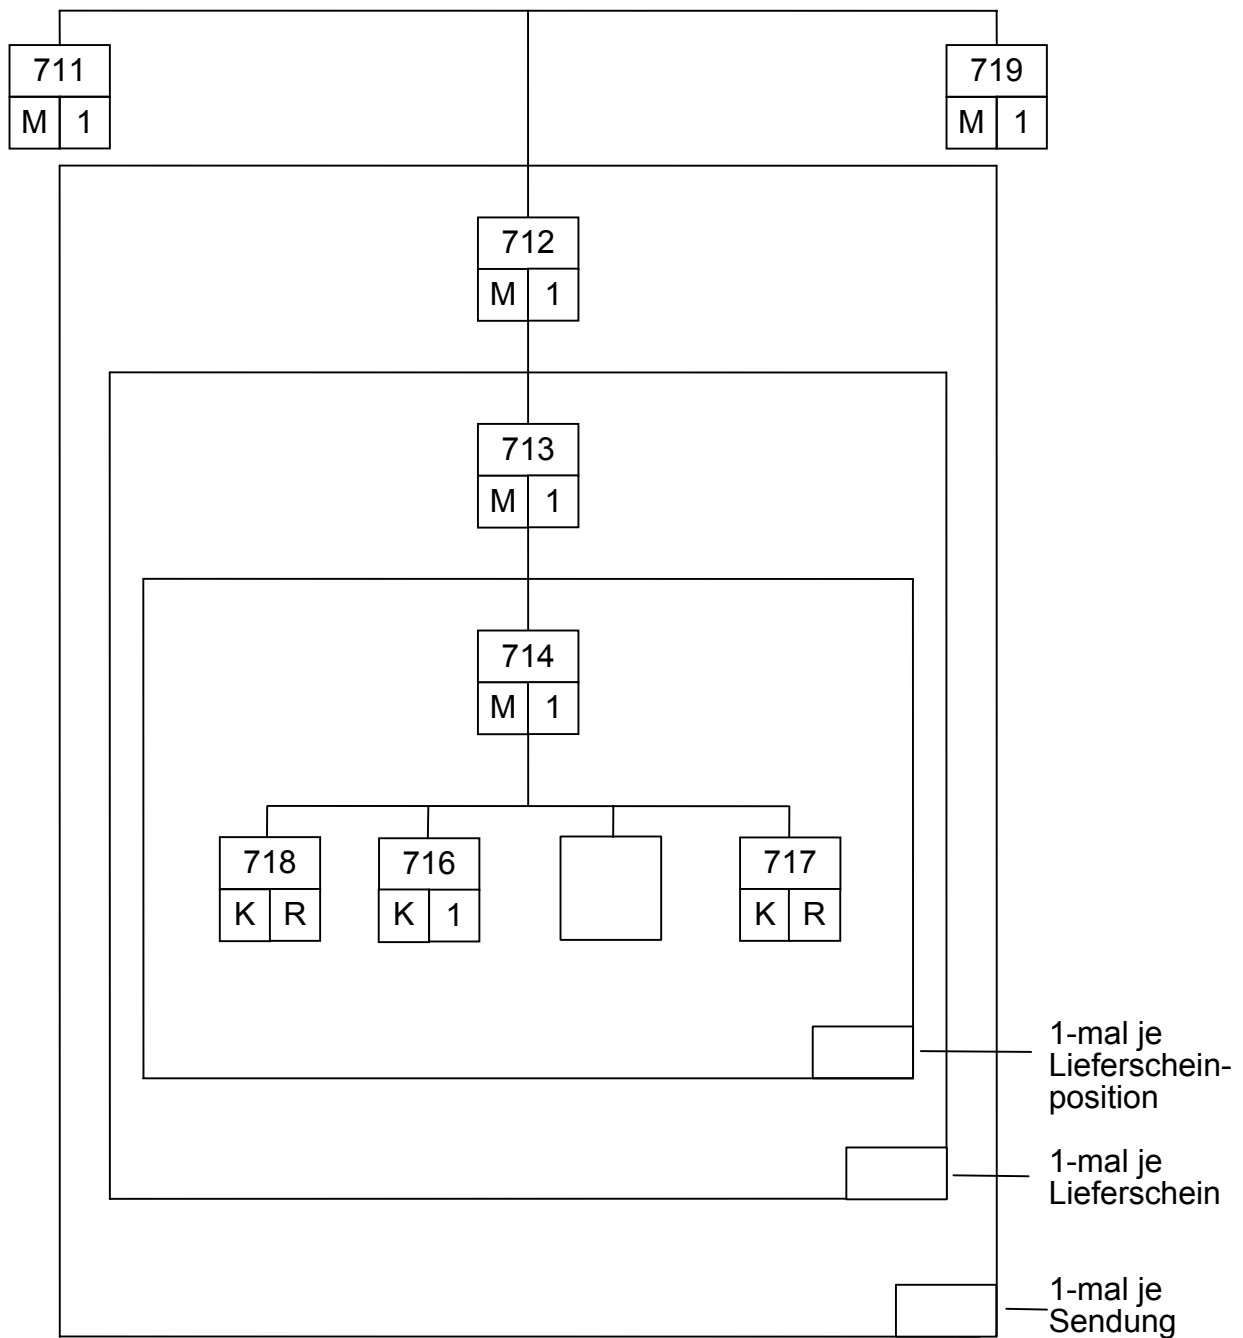 711
M 1
719
M 1
712
M 1
713
M 1
714
M 1
718
K R
716
K 1
717
K R
1-mal je
Lieferschein-
position
1-mal je
Lieferschein
1-mal je
Sendung